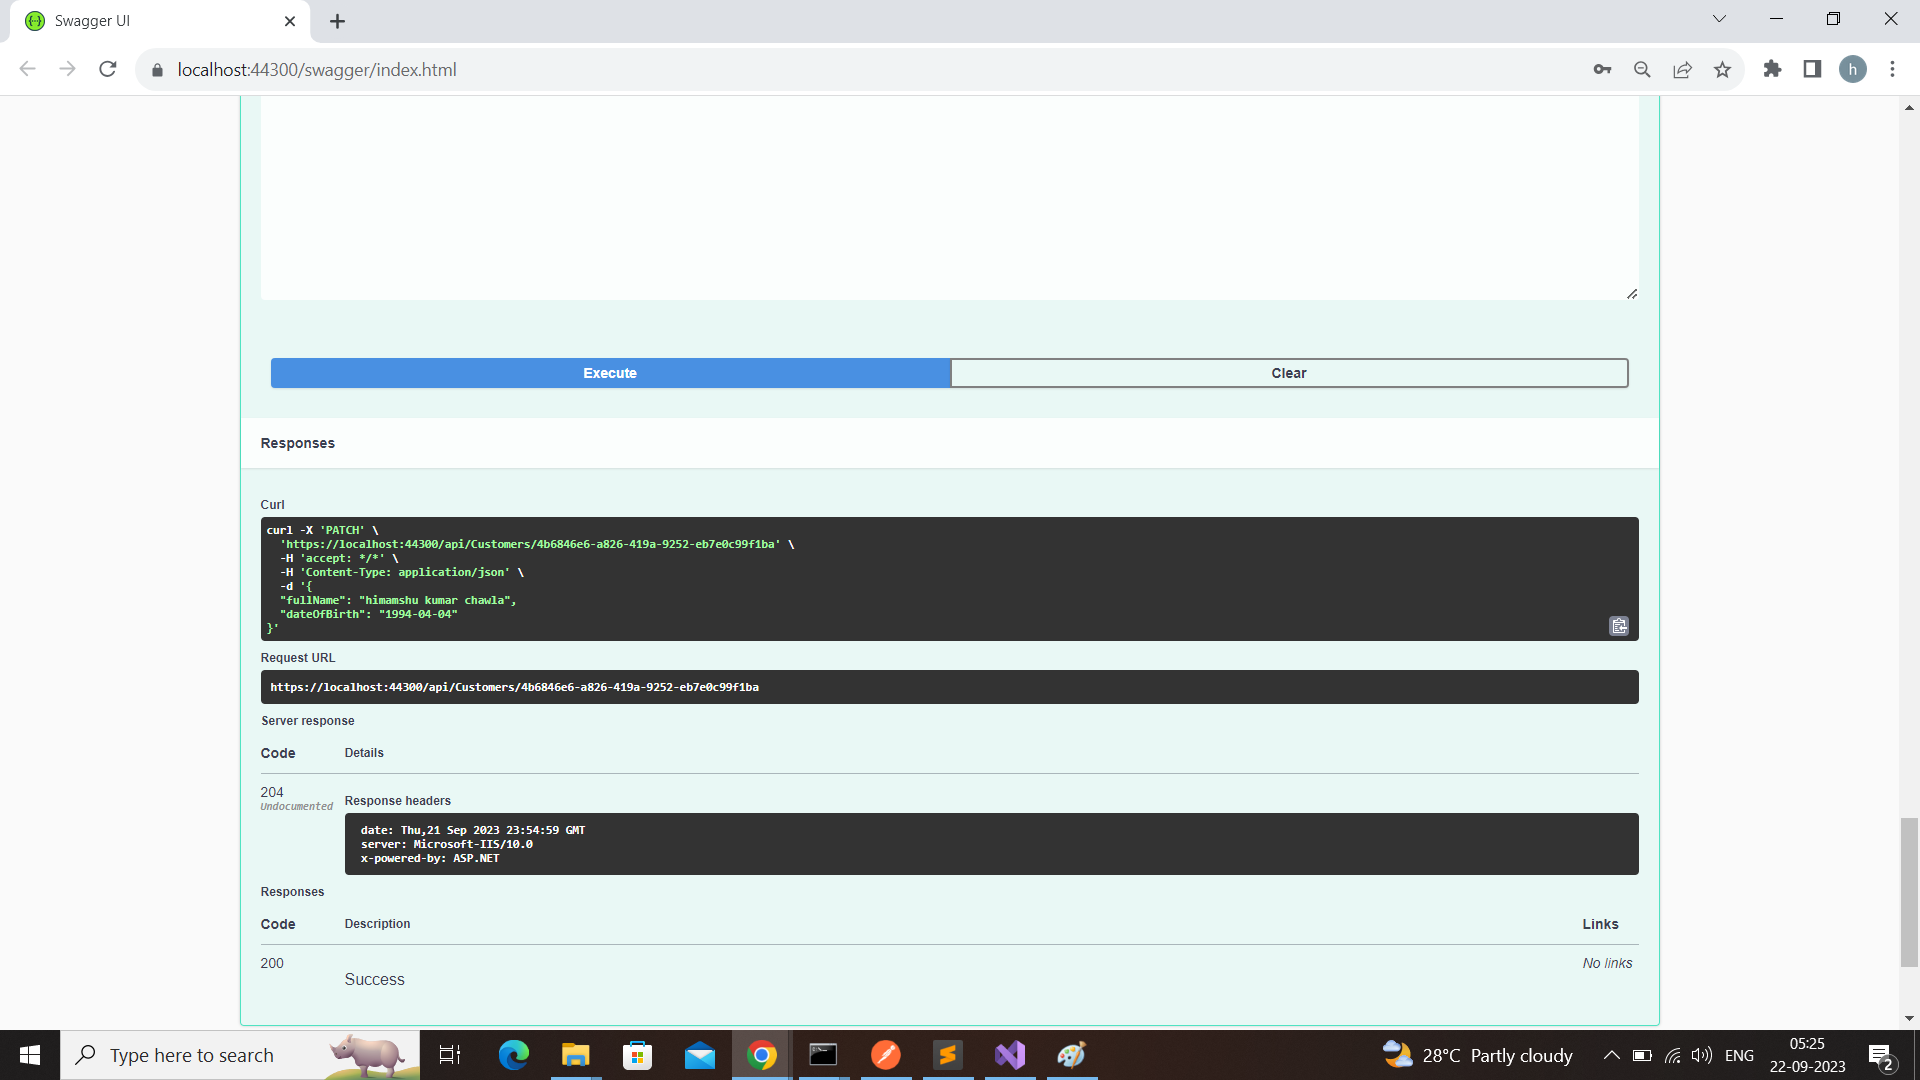 Swagger UI
localhost:44300/swagger/index.html
h
Execute
Clear
Responses
Curl
curl -X 'PATCH' \
'https://localhost:44300/api/Customers/4b6846e6-a826-419a-9252-eb7e0c99f1ba' \
-H 'accept: */*' \
-H 'Content-Type: application/json' \
-d '{
"fullName": "himamshu kumar chawla",
"dateOfBirth": "1994-04-04"
}'
Request URL
https://localhost:44300/api/Customers/4b6846e6-a826-419a-9252-eb7e0c99f1ba
Server response
Code Details
204
Undocumented
Response headers
date: Thu,21 Sep 2023 23:54:59 GMT
server: Microsoft-IIS/10.0
x-powered-by: ASP.NET
Responses
Code Description Links
200 No links
Success
Type here to search
28°C Partly cloudy
ENG
05:25
22-09-2023
2